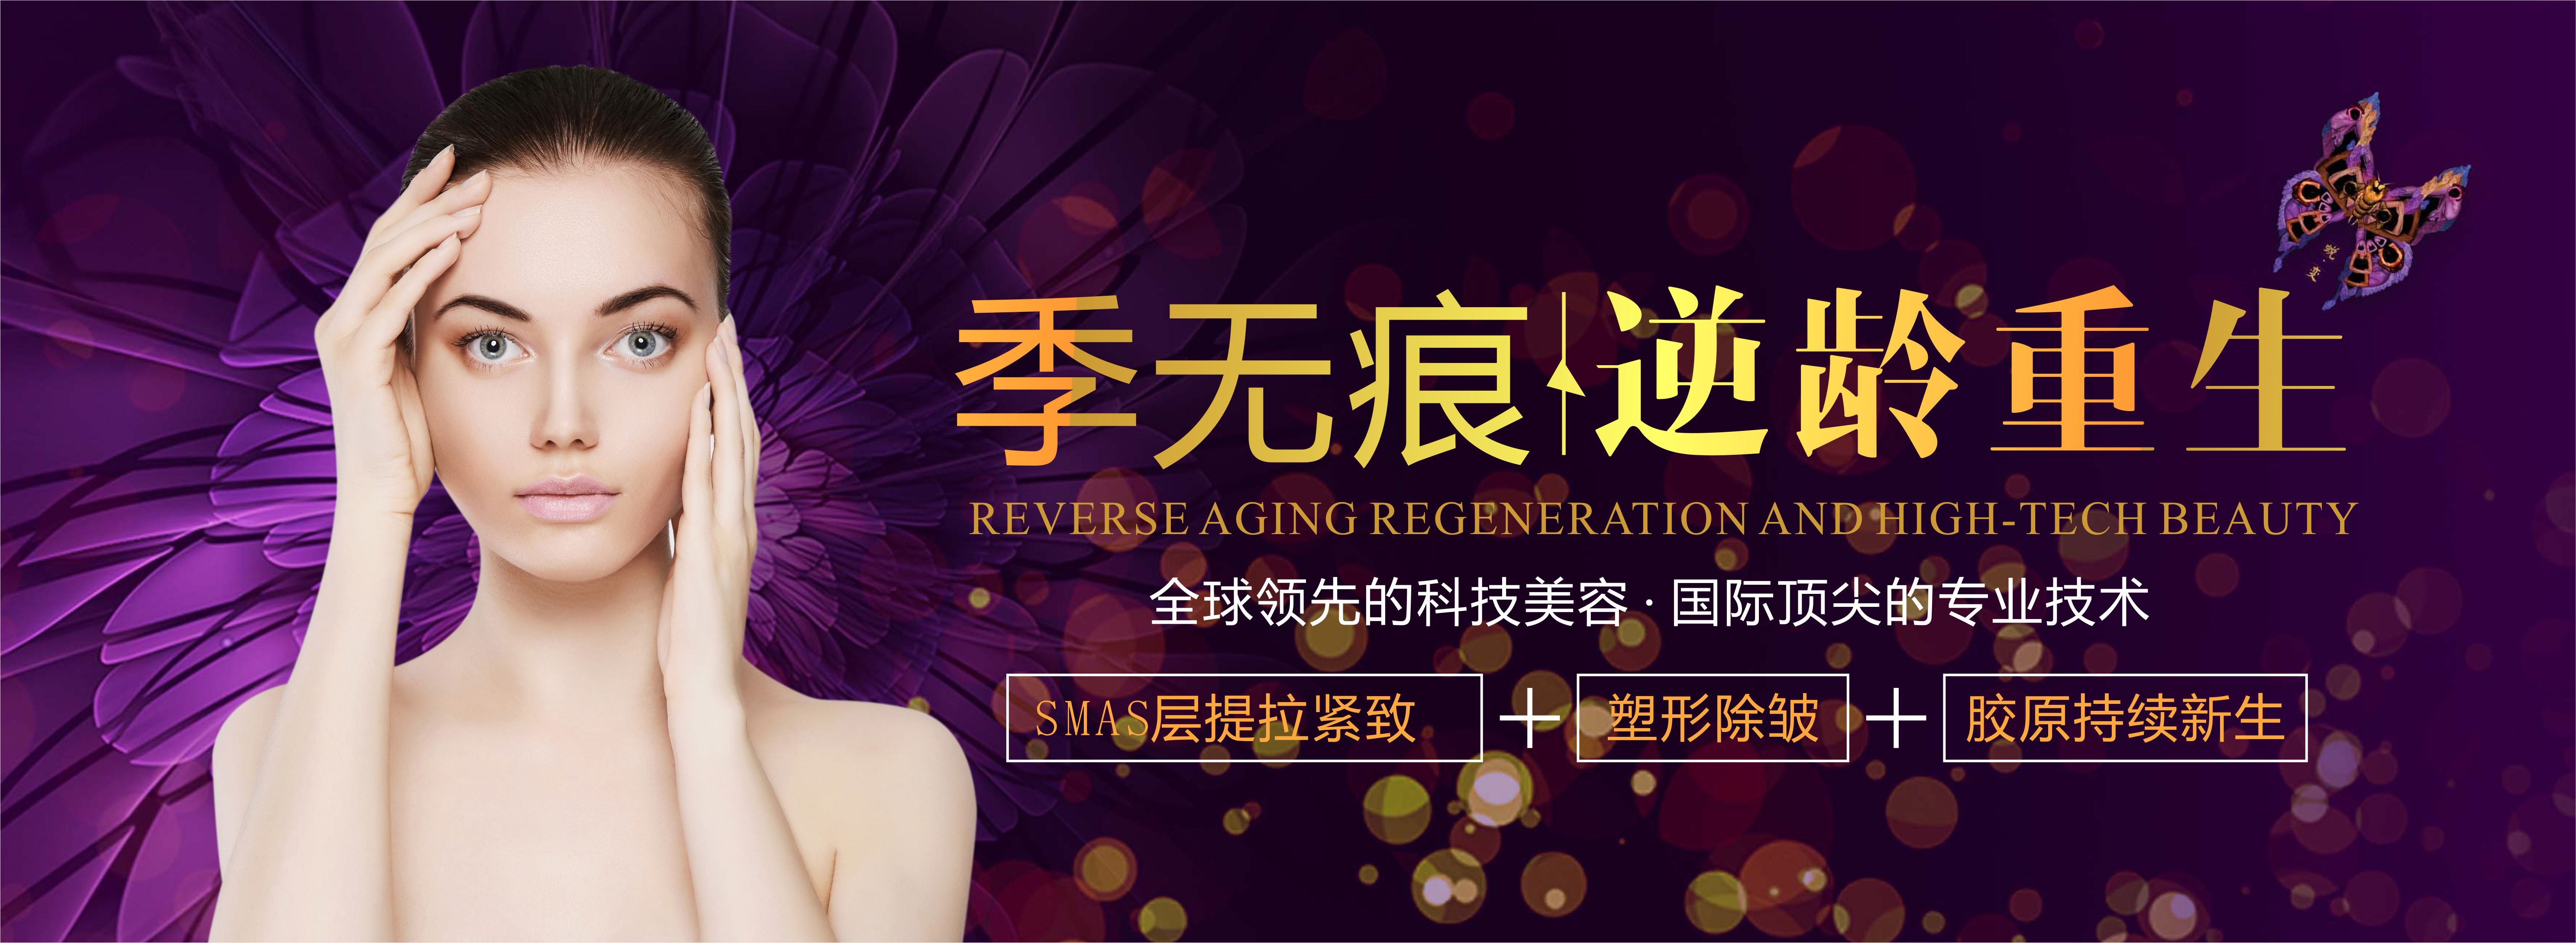 蜕变
季无痕 逆龄重生
REVERSE AGING REGENERATION AND HIGH-TECH BEAUTY
全球领先的科技美容·国际顶尖的专业技术
SMAS层提拉紧致 + 塑形除皱 + 胶原持续新生